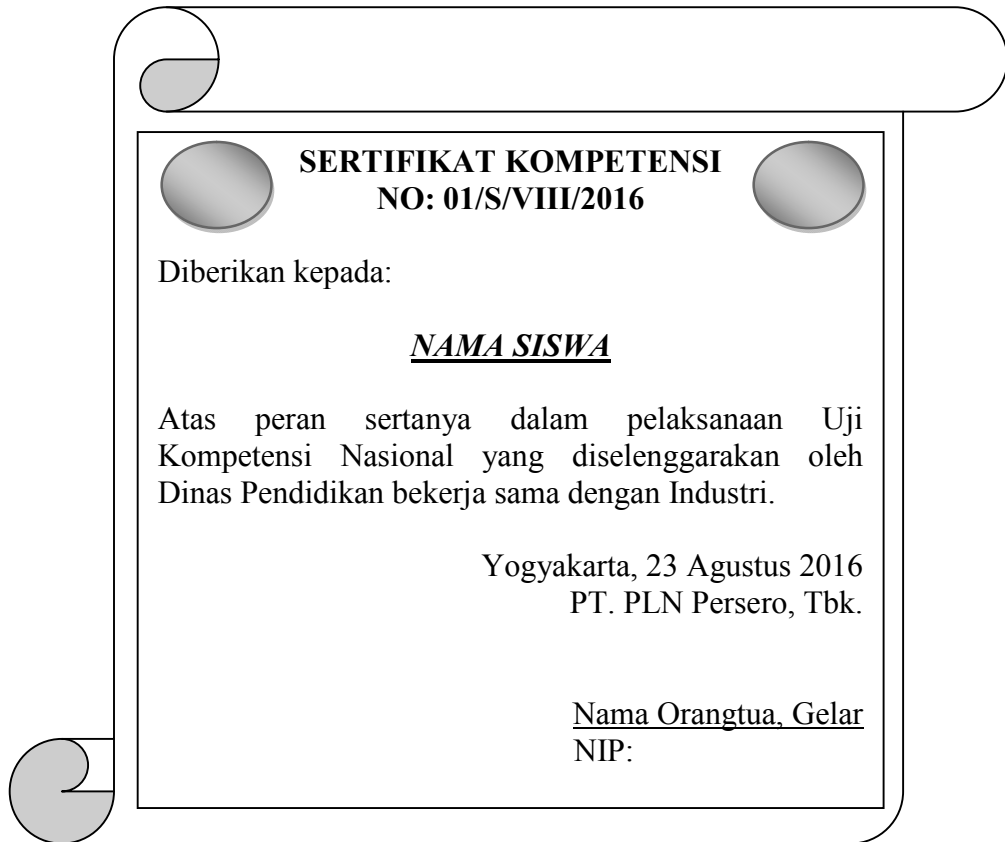 SERTIFIKAT KOMPETENSI
NO: 01/S/VIII/2016
Diberikan kepada:
NAMA SISWA
Atas peran sertanya dalam pelaksanaan Uji
Kompetensi Nasional yang diselenggarakan oleh
Dinas Pendidikan bekerja sama dengan Industri.
Yogyakarta, 23 Agustus 2016
PT. PLN Persero, Tbk.
Nama Orangtua, Gelar
NIP: